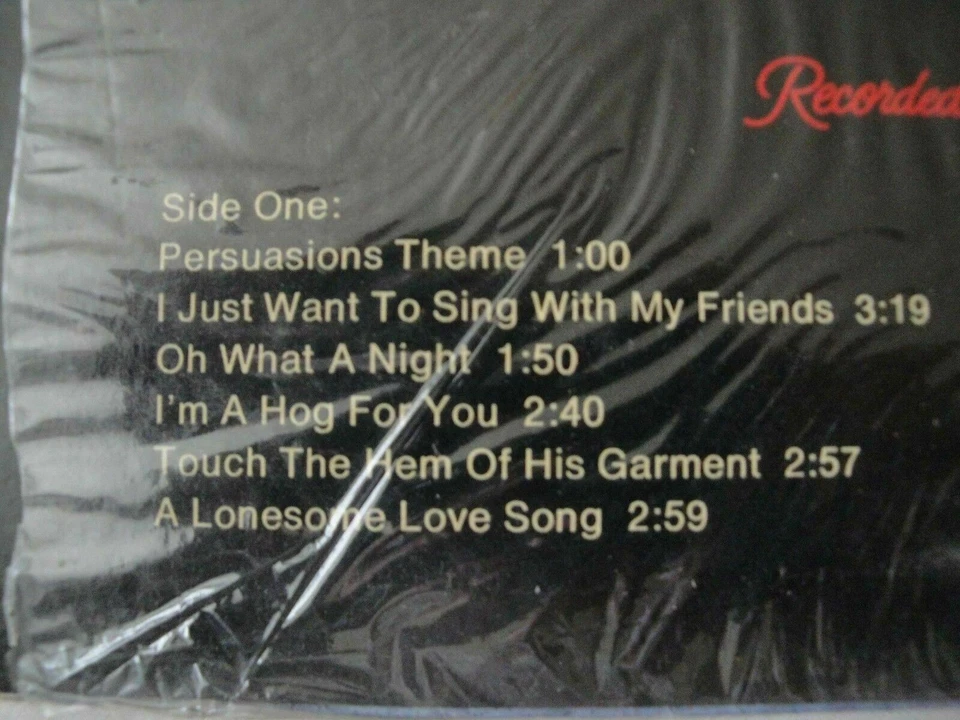 Recorded
Side One:
Persuasions Theme 1:00
I Just Want To Sing With My Friends 3:19
Oh What A Night 1:50
I'm A Hog For You 2:40
Touch The Hem Of His Garment 2:57
A Lonesome Love Song 2:59